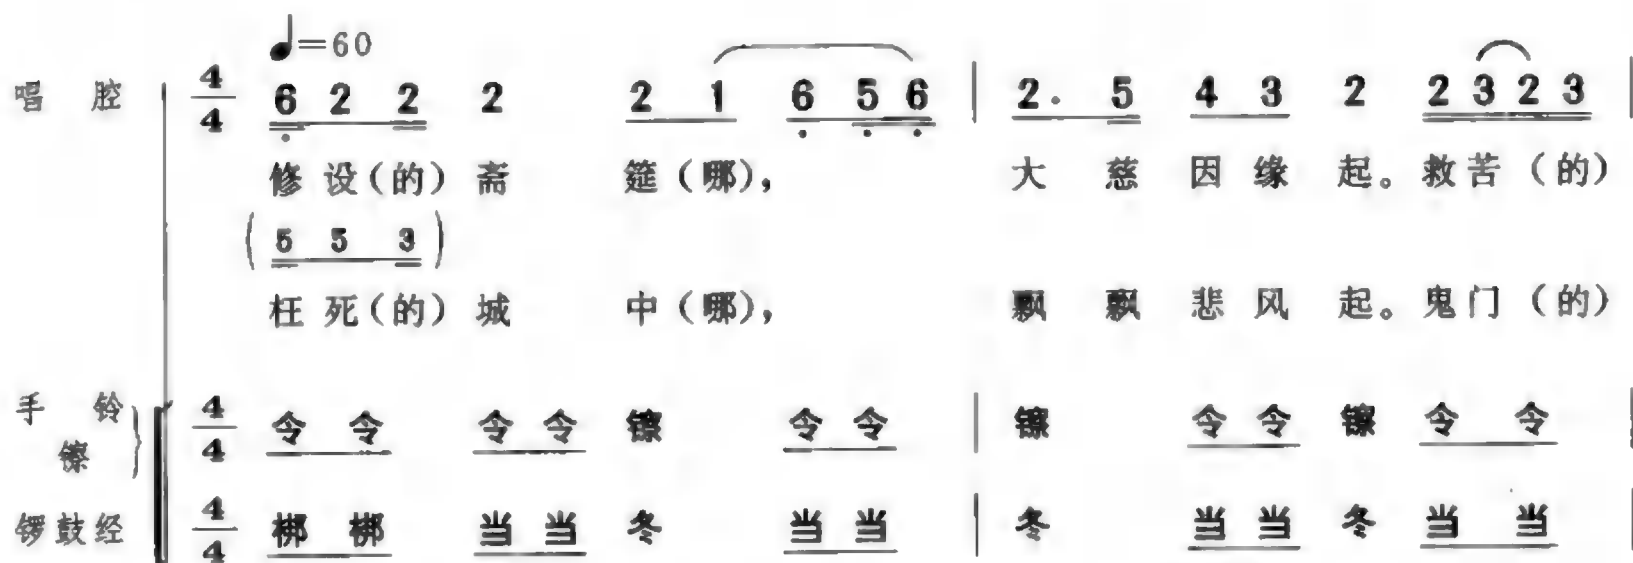 ♩=60
唱 腔 4/4 6 2 2 2 2 1 6 5 6 | 2. 5 4 3 2 2 3 2 3
修 设(的) 斋 筵(哪), 大 慈 因 缘 起。救 苦 (的)
(5 5 3)
枉 死(的) 城 中(哪), 飘 飘 悲 风 起。鬼 门 (的)
手 铃 4/4 令 令 令 令 镲 令 令 | 镲 令 令 镲 令 令
镲
锣鼓经 4/4 梆 梆 当 当 冬 当 当 | 冬 当 当 冬 当 当